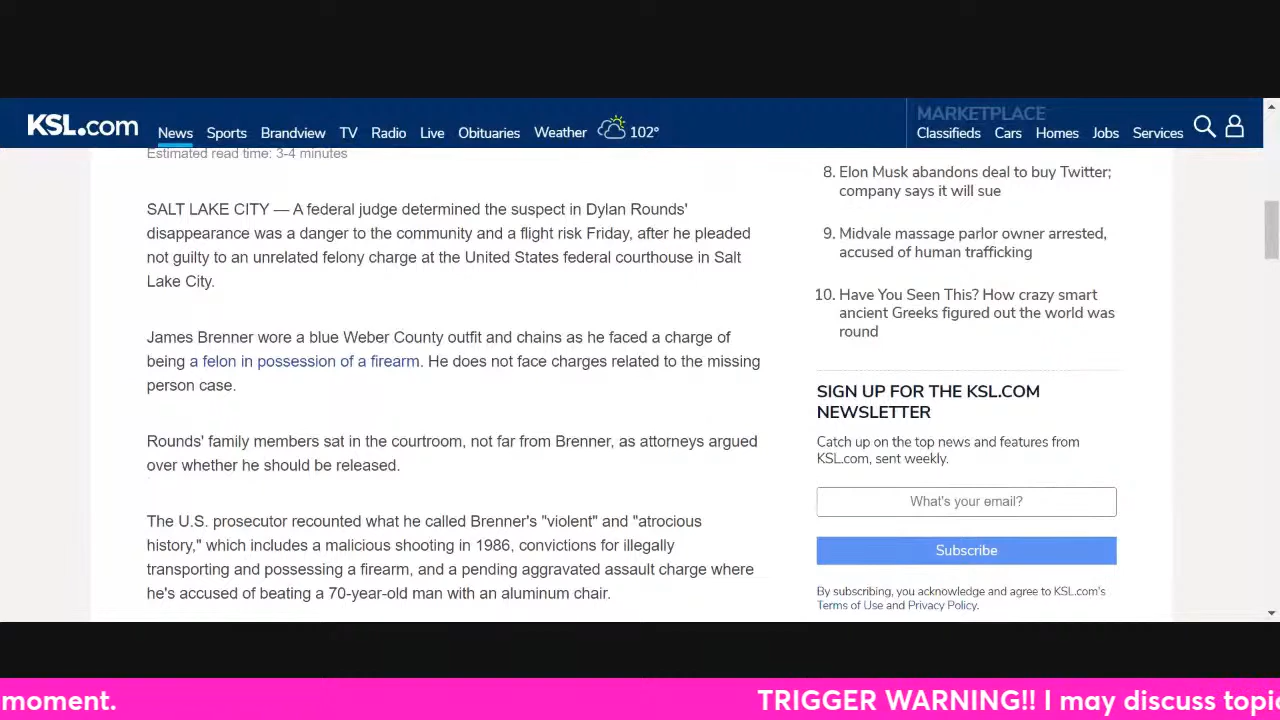 KSL.com
News Sports Brandview TV Radio Live Obituaries Weather 102°
MARKETPLACE
Classifieds Cars Homes Jobs Services
Estimated read time: 3-4 minutes
SALT LAKE CITY — A federal judge determined the suspect in Dylan Rounds'
disappearance was a danger to the community and a flight risk Friday, after he pleaded
not guilty to an unrelated felony charge at the United States federal courthouse in Salt
Lake City.
James Brenner wore a blue Weber County outfit and chains as he faced a charge of
being a felon in possession of a firearm. He does not face charges related to the missing
person case.
Rounds' family members sat in the courtroom, not far from Brenner, as attorneys argued
over whether he should be released.
The U.S. prosecutor recounted what he called Brenner's "violent" and "atrocious
history," which includes a malicious shooting in 1986, convictions for illegally
transporting and possessing a firearm, and a pending aggravated assault charge where
he's accused of beating a 70-year-old man with an aluminum chair.
8. Elon Musk abandons deal to buy Twitter;
company says it will sue
9. Midvale massage parlor owner arrested,
accused of human trafficking
10. Have You Seen This? How crazy smart
ancient Greeks figured out the world was
round
SIGN UP FOR THE KSL.COM
NEWSLETTER
Catch up on the top news and features from
KSL.com, sent weekly.
What's your email?
Subscribe
By subscribing, you acknowledge and agree to KSL.com's
Terms of Use and Privacy Policy.
moment. TRIGGER WARNING!! I may discuss topic